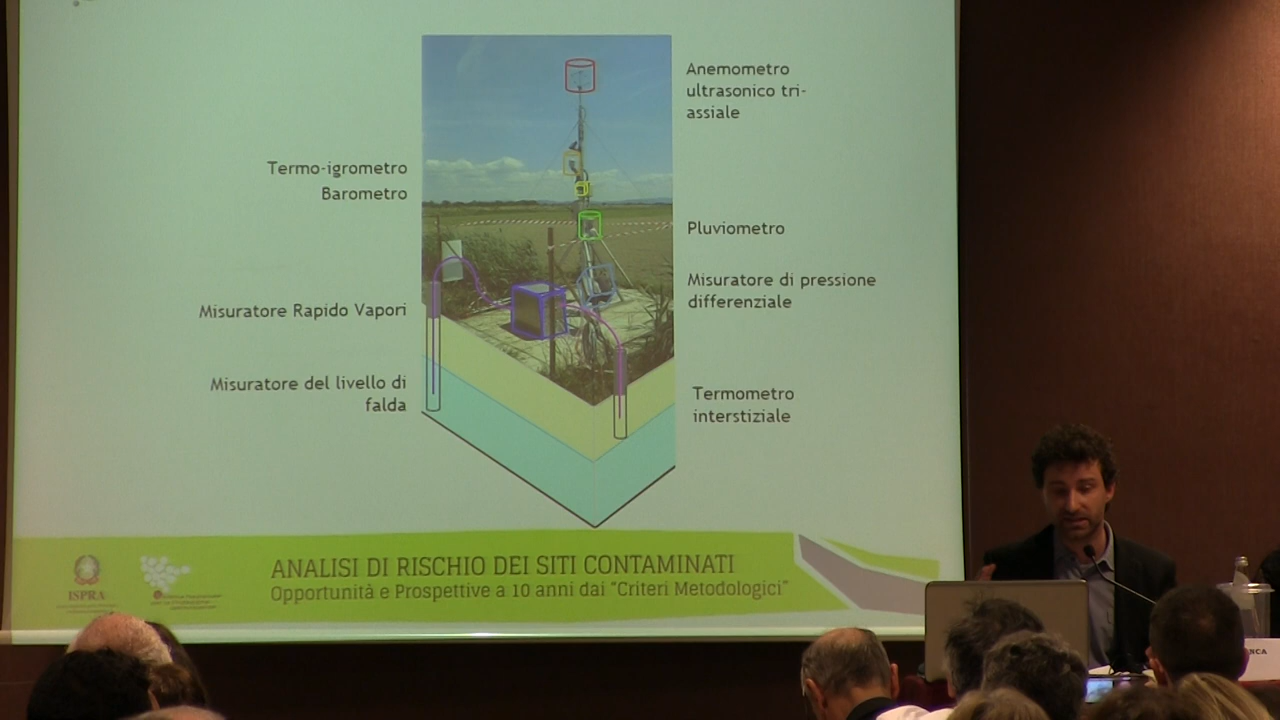 Anemometro
ultrasonico tri-
assiale
Termo-igrometro
Barometro
Pluviometro
Misuratore di pressione
differenziale
Misuratore Rapido Vapori
Misuratore del livello di
falda
Termometro
interstiziale
ANALISI DI RISCHIO DEI SITI CONTAMINATI
Opportunità e Prospettive a 10 anni dai "Criteri Metodologici"
ISPRA